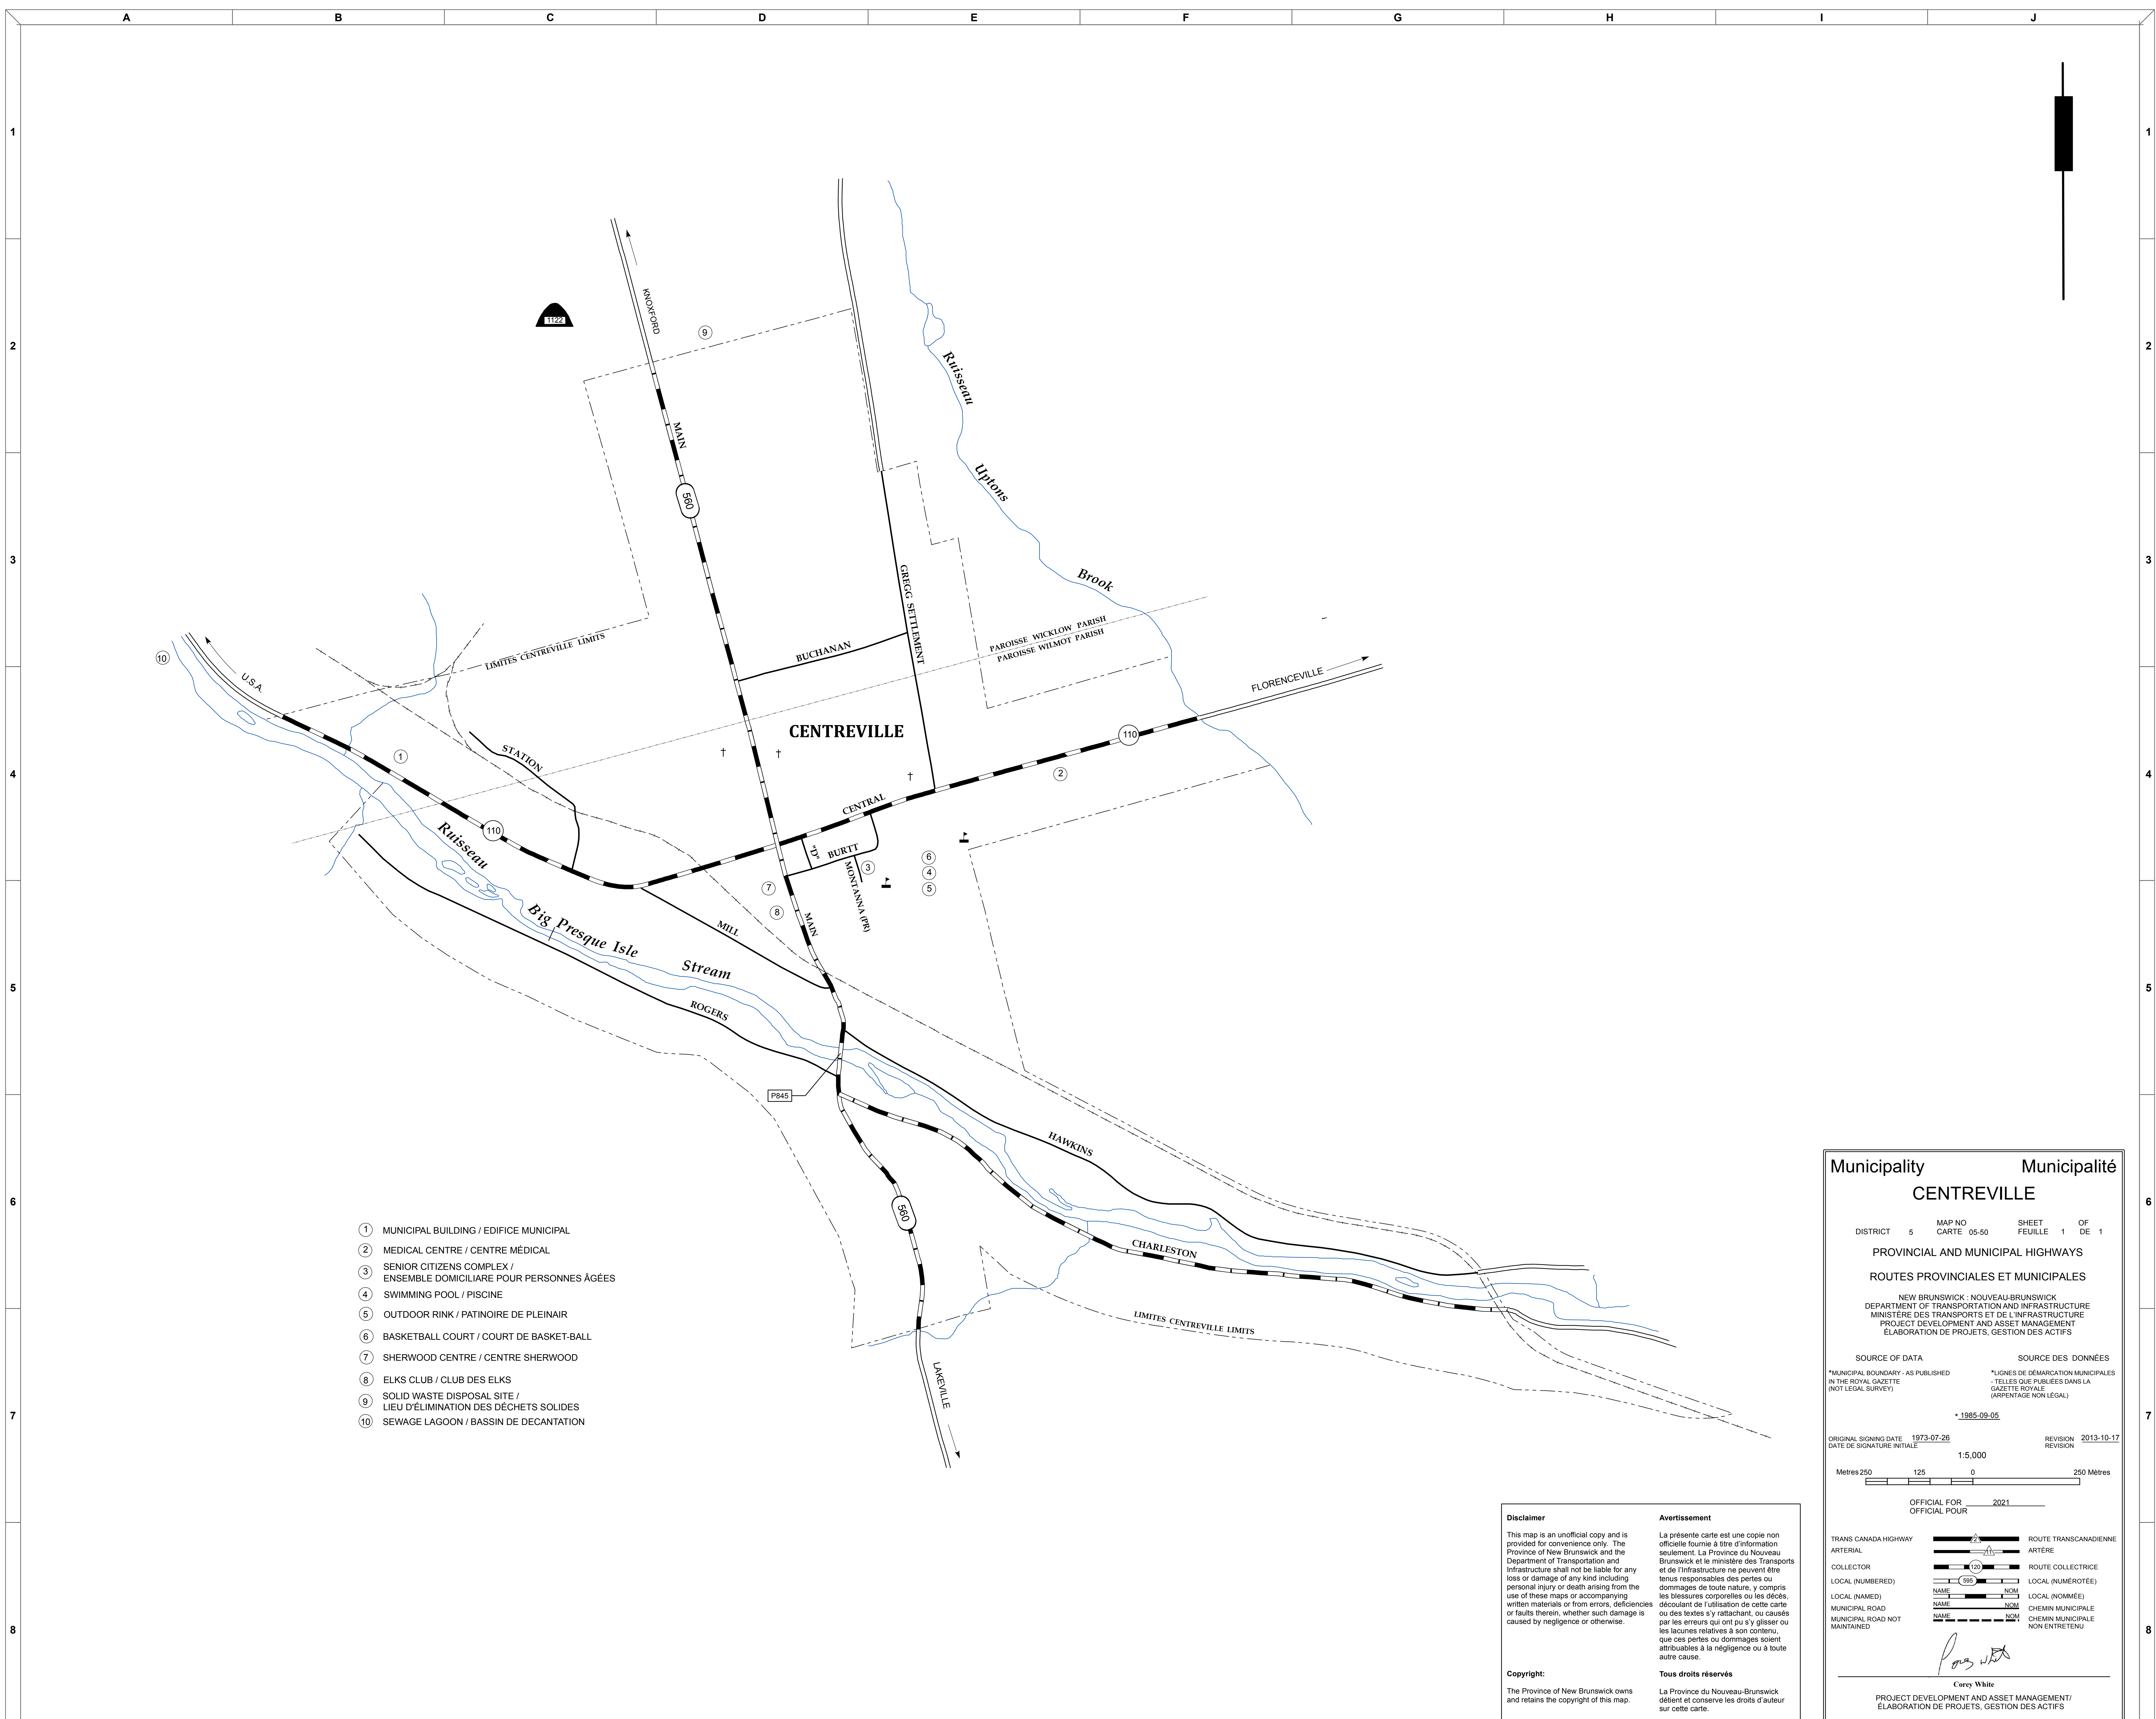 A B C D E F G H I J
1 1
2 2
3 3
4 4
5 5
6 6
7 7
8 8
KNOXFORD
1122
9
Ruisseau
MAIN
560
Uptons
Brook
GREGG SETTLEMENT
PAROISSE WICKLOW PARISH
PAROISSE WILMOT PARISH
LIMITES CENTREVILLE LIMITS
BUCHANAN
10
U.S.A.
FLORENCEVILLE
CENTREVILLE
110
STATION
1
2
CENTRAL
110
Ruisseau
"D"
BURTT
MONTANNA (PR)
3
6
4
5
7
8
MAIN
MILL
Big Presque Isle
Stream
ROGERS
P845
HAWKINS
560
CHARLESTON
LIMITES CENTREVILLE LIMITS
LAKEVILLE
1 MUNICIPAL BUILDING / EDIFICE MUNICIPAL
2 MEDICAL CENTRE / CENTRE MÉDICAL
3 SENIOR CITIZENS COMPLEX /
ENSEMBLE DOMICILIARE POUR PERSONNES ÂGÉES
4 SWIMMING POOL / PISCINE
5 OUTDOOR RINK / PATINOIRE DE PLEINAIR
6 BASKETBALL COURT / COURT DE BASKET-BALL
7 SHERWOOD CENTRE / CENTRE SHERWOOD
8 ELKS CLUB / CLUB DES ELKS
9 SOLID WASTE DISPOSAL SITE /
LIEU D'ÉLIMINATION DES DÉCHETS SOLIDES
10 SEWAGE LAGOON / BASSIN DE DECANTATION
Disclaimer
This map is an unofficial copy and is
provided for convenience only. The
Province of New Brunswick and the
Department of Transportation and
Infrastructure shall not be liable for any
loss or damage of any kind including
personal injury or death arising from the
use of these maps or accompanying
written materials or from errors, deficiencies
or faults therein, whether such damage is
caused by negligence or otherwise.
Copyright:
The Province of New Brunswick owns
and retains the copyright of this map.
Avertissement
La présente carte est une copie non
officielle fournie à titre d'information
seulement. La Province du Nouveau
Brunswick et le ministère des Transports
et de l'Infrastructure ne peuvent être
tenus responsables des pertes ou
dommages de toute nature, y compris
les blessures corporelles ou les décès,
découlant de l'utilisation de cette carte
ou des textes s'y rattachant, ou causés
par les erreurs qui ont pu s'y glisser ou
les lacunes relatives à son contenu,
que ces pertes ou dommages soient
attribuables à la négligence ou à toute
autre cause.
Tous droits réservés
La Province du Nouveau-Brunswick
détient et conserve les droits d'auteur
sur cette carte.
Municipality Municipalité
CENTREVILLE
MAP NO SHEET OF
DISTRICT 5 CARTE 05-50 FEUILLE 1 DE 1
PROVINCIAL AND MUNICIPAL HIGHWAYS
ROUTES PROVINCIALES ET MUNICIPALES
NEW BRUNSWICK : NOUVEAU-BRUNSWICK
DEPARTMENT OF TRANSPORTATION AND INFRASTRUCTURE
MINISTÈRE DES TRANSPORTS ET DE L'INFRASTRUCTURE
PROJECT DEVELOPMENT AND ASSET MANAGEMENT
ÉLABORATION DE PROJETS, GESTION DES ACTIFS
SOURCE OF DATA SOURCE DES DONNÉES
*MUNICIPAL BOUNDARY - AS PUBLISHED
IN THE ROYAL GAZETTE
(NOT LEGAL SURVEY)
*LIGNES DE DÉMARCATION MUNICIPALES
- TELLES QUE PUBLIÉES DANS LA
GAZETTE ROYALE
(ARPENTAGE NON LÉGAL)
* 1985-09-05
ORIGINAL SIGNING DATE 1973-07-26 REVISION 2013-10-17
DATE DE SIGNATURE INITIALE REVISION
1:5,000
Metres 250 125 0 250 Mètres
OFFICIAL FOR 2021
OFFICIAL POUR
TRANS CANADA HIGHWAY 2 ROUTE TRANSCANADIENNE
ARTERIAL 11 ARTÈRE
COLLECTOR 120 ROUTE COLLECTRICE
LOCAL (NUMBERED) 595 LOCAL (NUMÉROTÉE)
LOCAL (NAMED) NAME NOM LOCAL (NOMMÉE)
MUNICIPAL ROAD NAME NOM CHEMIN MUNICIPALE
MUNICIPAL ROAD NOT NAME NOM CHEMIN MUNICIPALE
MAINTAINED NON ENTRETENU
Corey White
Corey White
PROJECT DEVELOPMENT AND ASSET MANAGEMENT/
ÉLABORATION DE PROJETS, GESTION DES ACTIFS